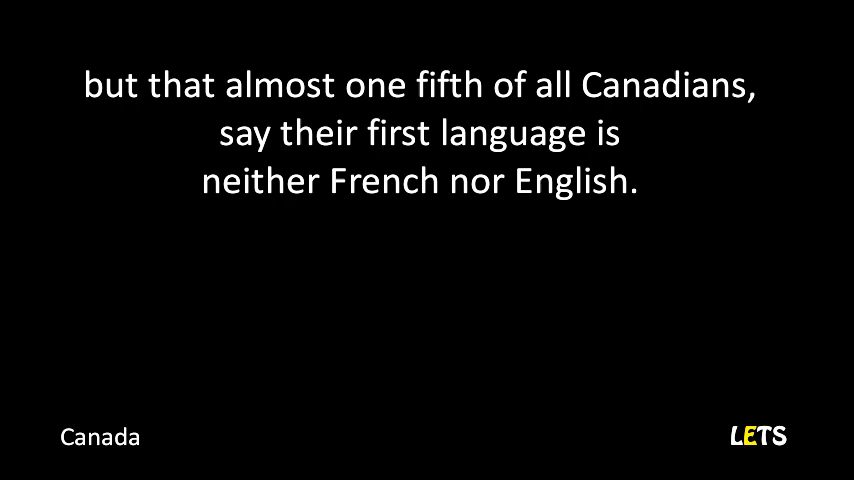 but that almost one fifth of all Canadians,
say their first language is
neither French nor English.
Canada
LETS